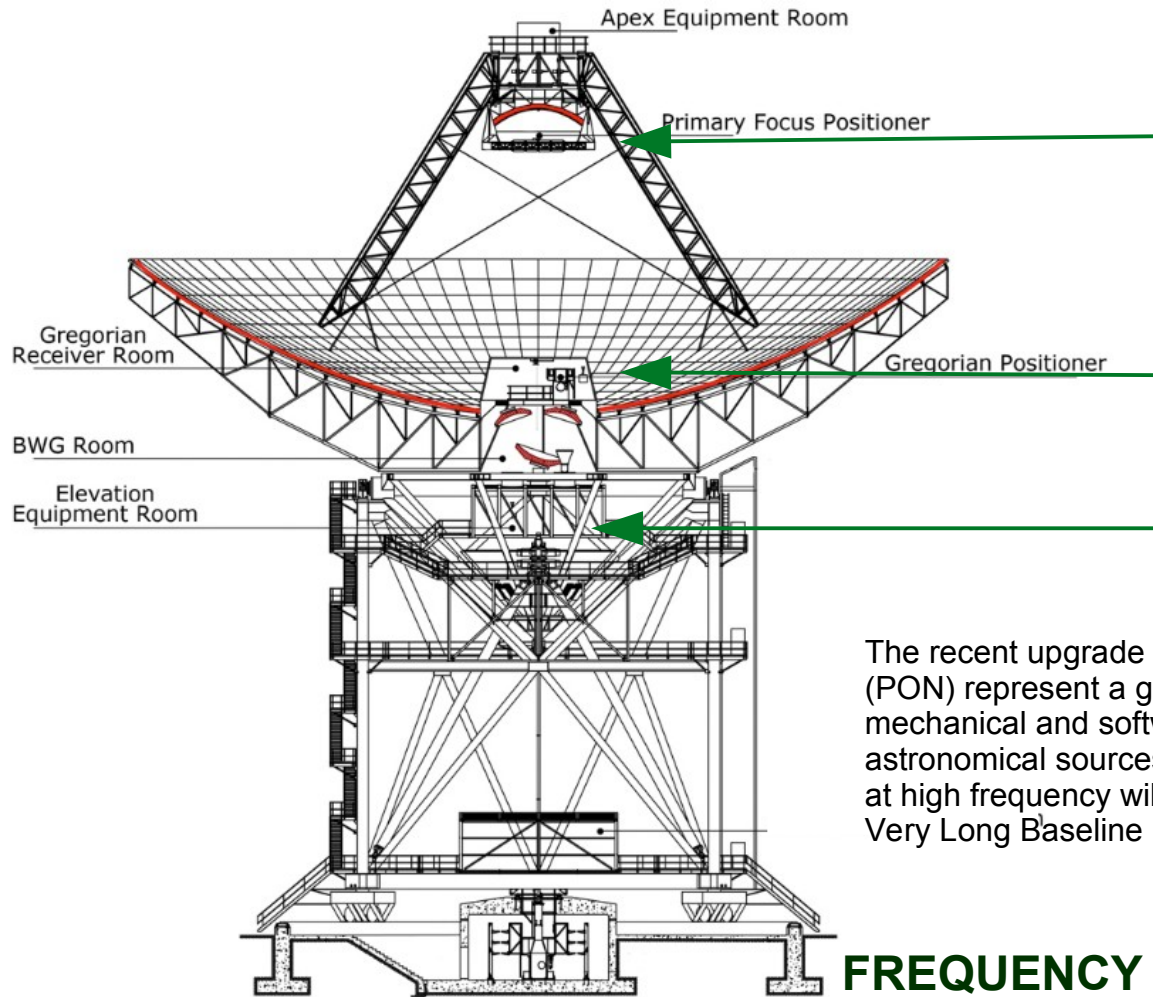 Apex Equipment Room
Primary Focus Positioner
Gregorian
Receiver Room
Gregorian Positioner
BWG Room
Elevation
Equipment Room
The recent upgrade
(PON) represent a g
mechanical and softw
astronomical sources
at high frequency wil
Very Long Baseline
FREQUENCY